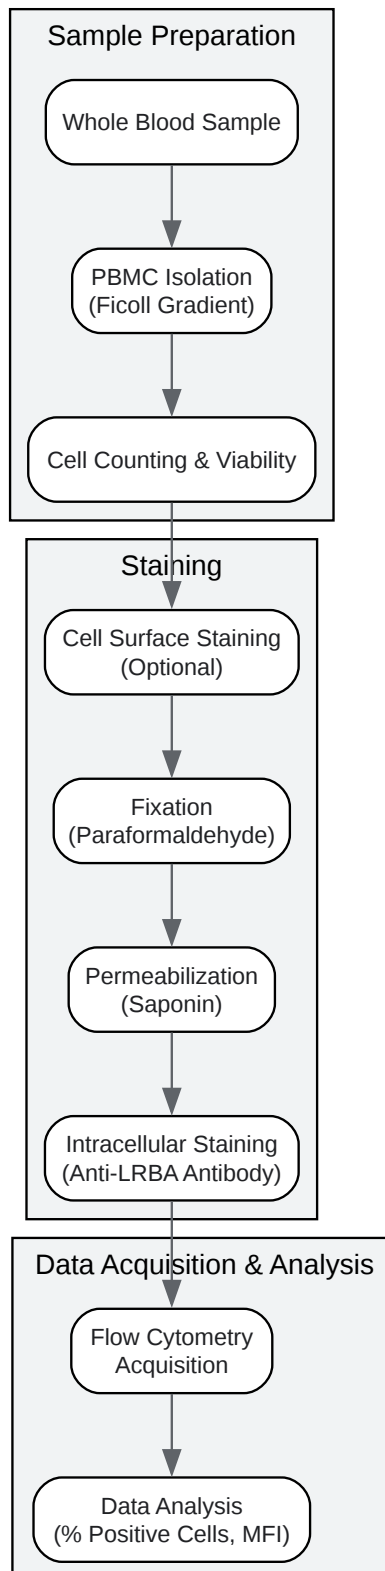 Sample Preparation
Whole Blood Sample
PBMC Isolation
(Ficoll Gradient)
Cell Counting & Viability
Staining
Cell Surface Staining
(Optional)
Fixation
(Paraformaldehyde)
Permeabilization
(Saponin)
Intracellular Staining
(Anti-LRBA Antibody)
Data Acquisition & Analysis
Flow Cytometry
Acquisition
Data Analysis
(% Positive Cells, MFI)